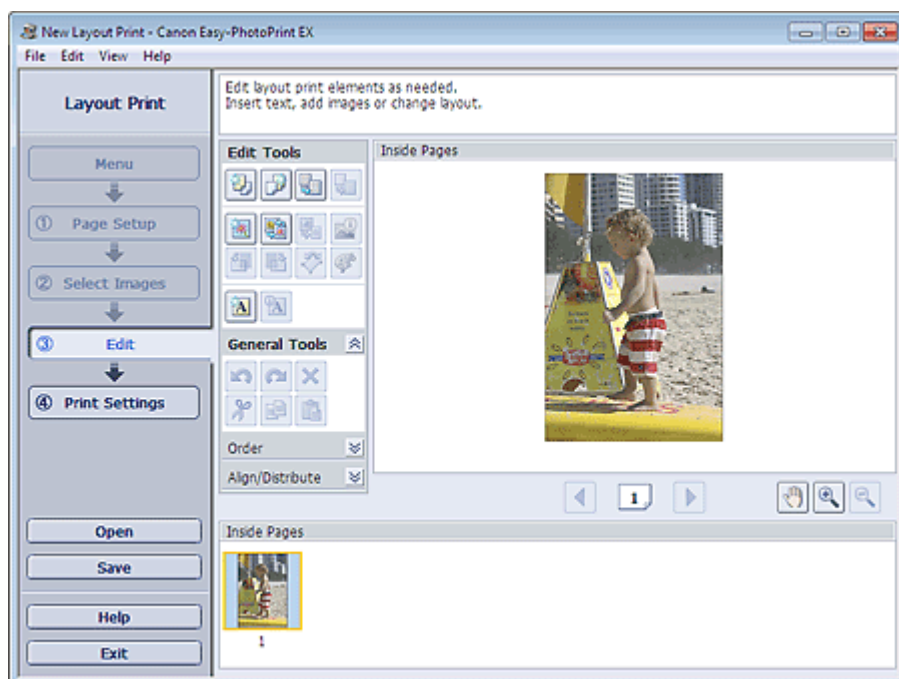 New Layout Print - Canon Easy-PhotoPrint EX
File Edit View Help
Layout Print
Edit layout print elements as needed.
Insert text, add images or change layout.
Menu
① Page Setup
② Select Images
③ Edit
④ Print Settings
Open
Save
Help
Exit
Edit Tools
A A
General Tools
Order
Align/Distribute
Inside Pages
1
Inside Pages
1